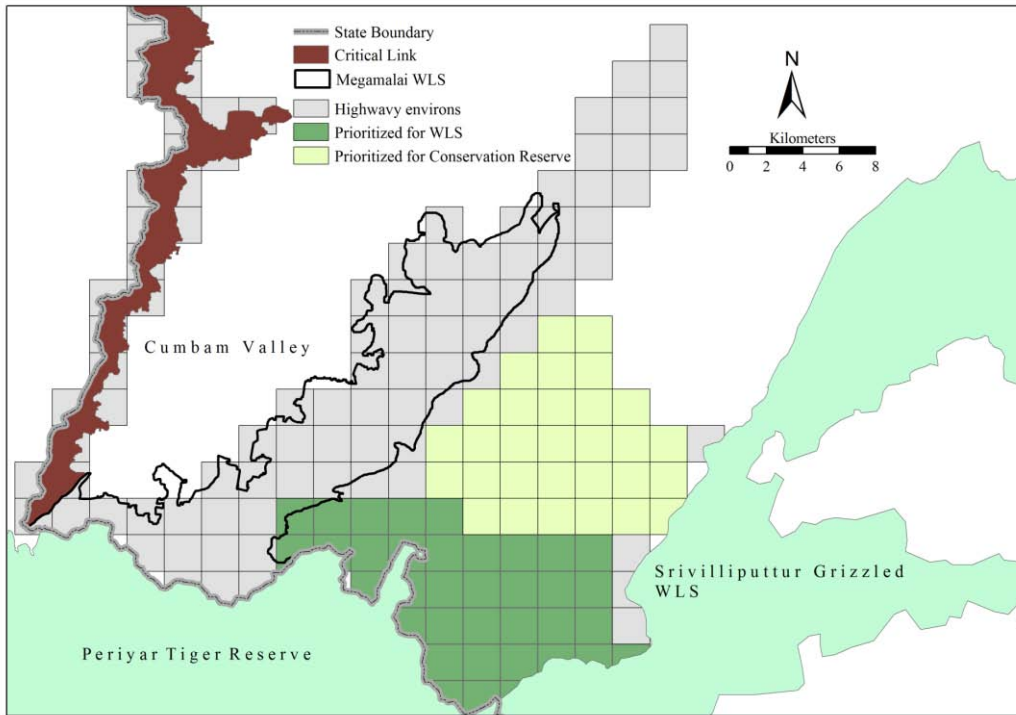 State Boundary
Critical Link
Megamalai WLS
Highwavy environs
Prioritized for WLS
Prioritized for Conservation Reserve
N
Kilometers
0 2 4 6 8
Cumbam Valley
Srivilliputtur Grizzled
WLS
Periyar Tiger Reserve